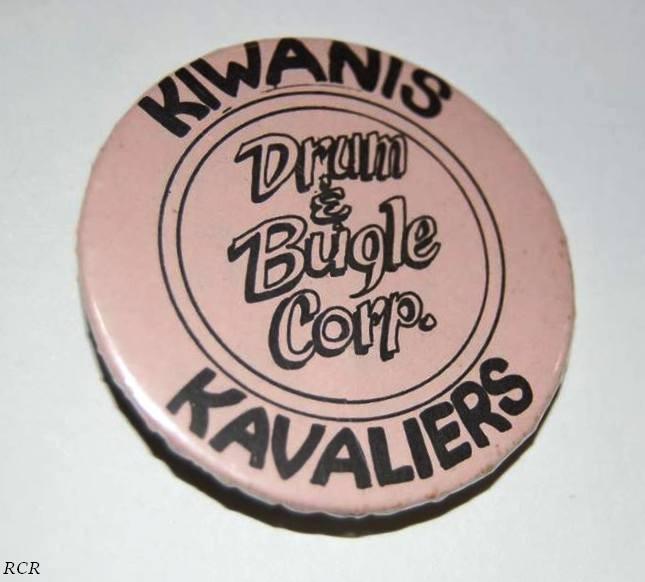 KIWANIS
Drum
&
Bugle
Corp.
KAVALIERS
RCR